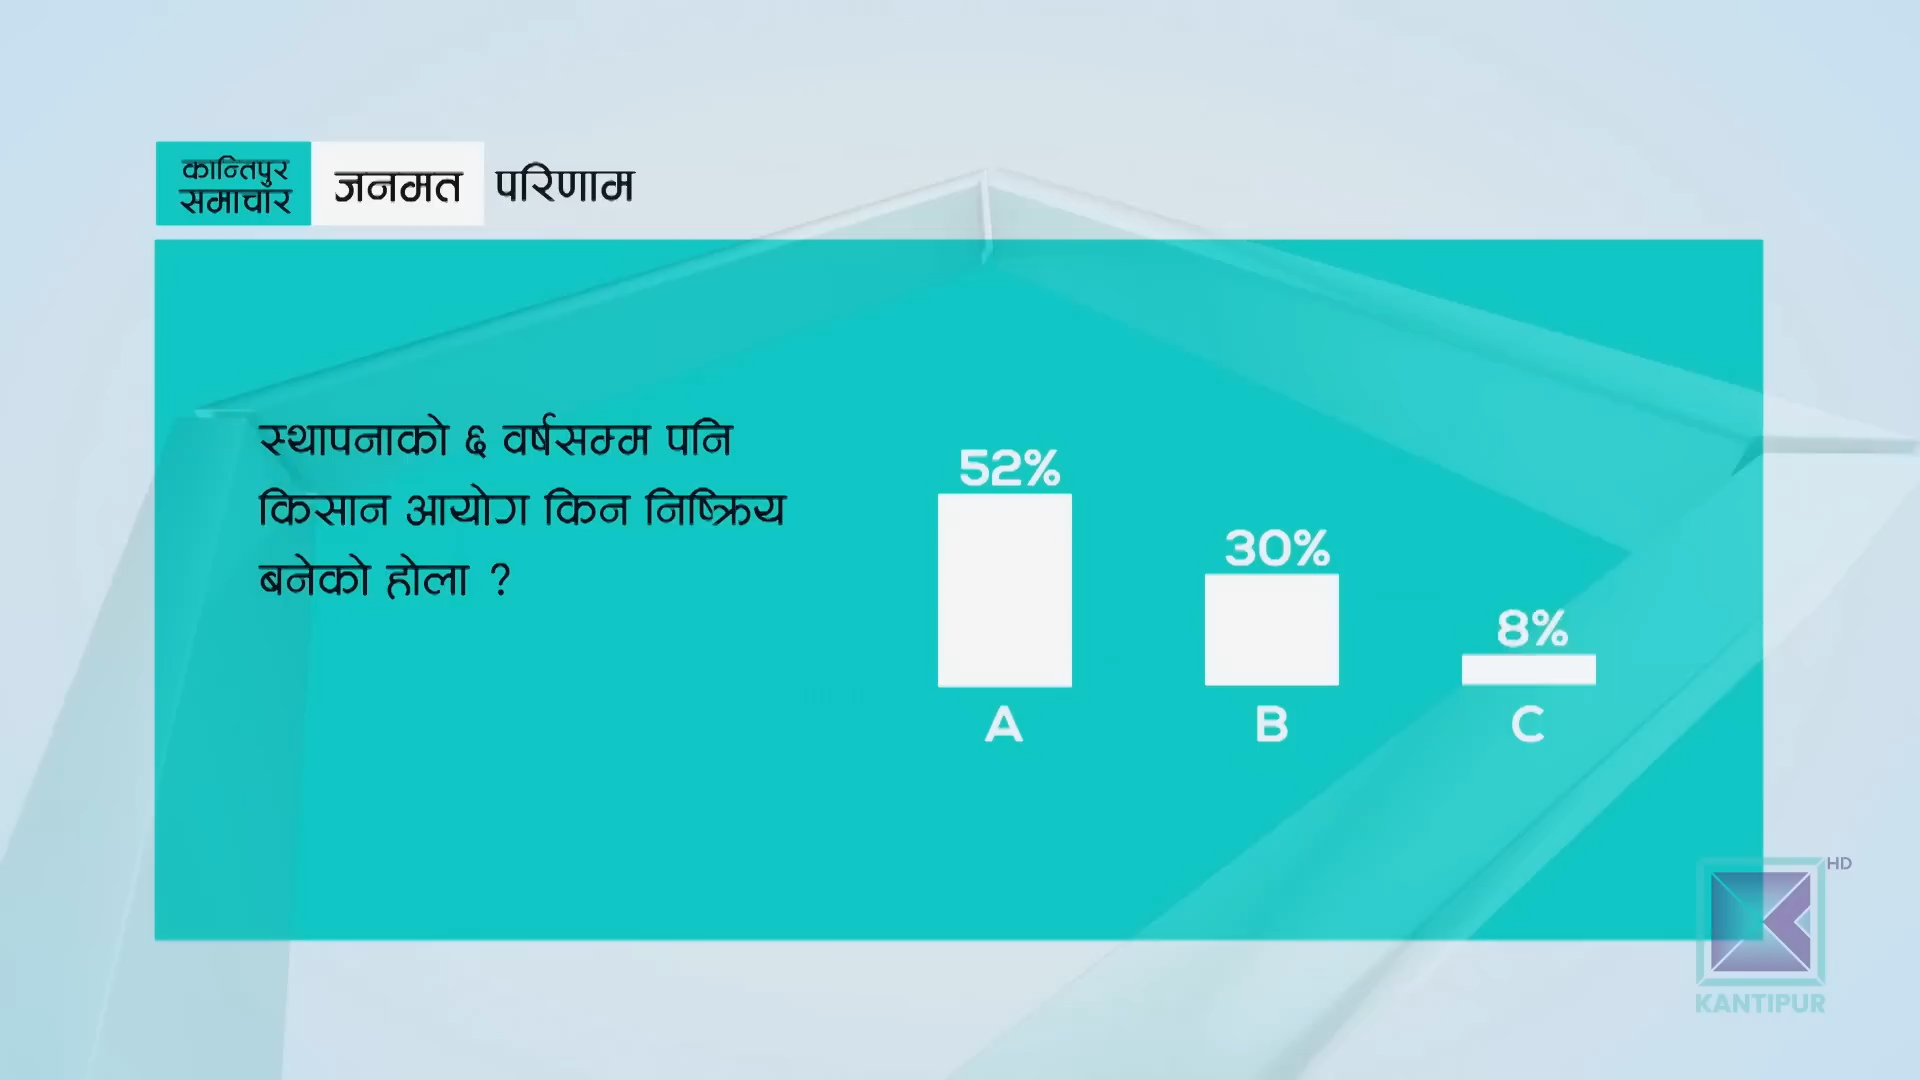 कान्तिपुर
समाचार
जनमत परिणाम
स्थापनाको ६ वर्षसम्म पनि
किसान आयोग किन निष्क्रिय
बनेको होला ?
52%
30%
8%
A
B
C
HD
KANTIPUR